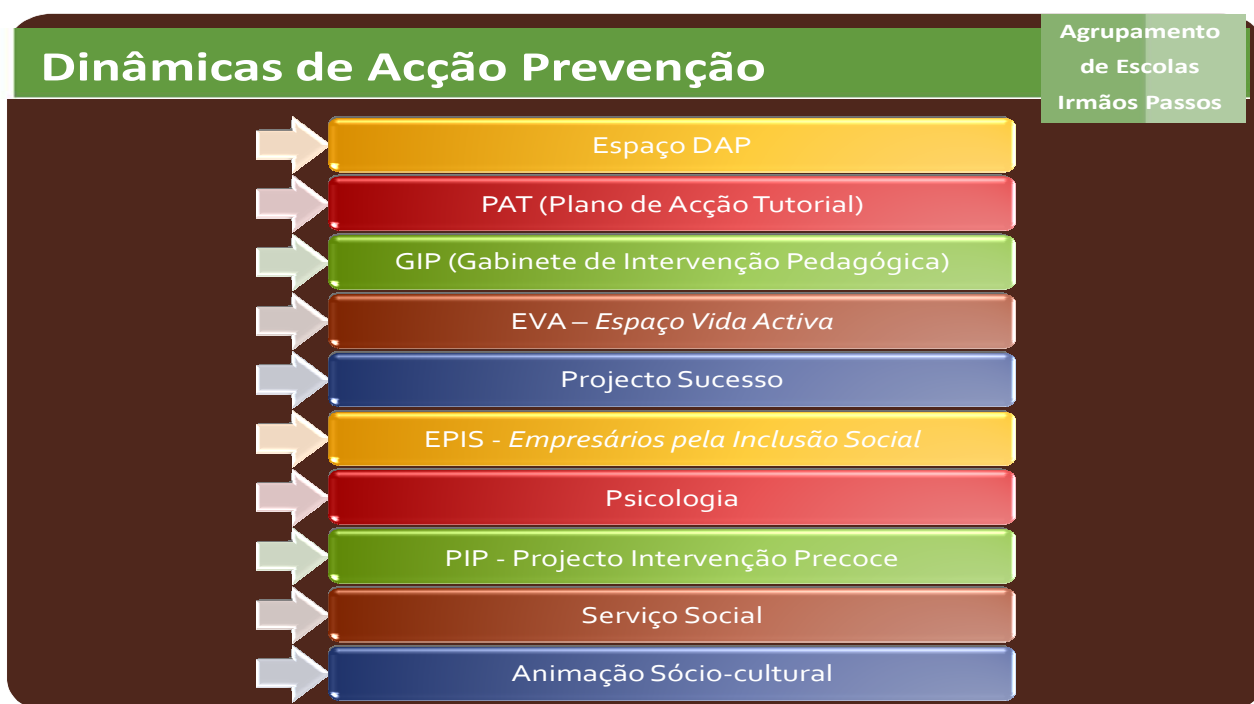 Dinâmicas de Acção Prevenção
Agrupamento
de Escolas
Irmãos Passos
Espaço DAP
PAT (Plano de Acção Tutorial)
GIP (Gabinete de Intervenção Pedagógica)
EVA – Espaço Vida Activa
Projecto Sucesso
EPIS - Empresários pela Inclusão Social
Psicologia
PIP - Projecto Intervenção Precoce
Serviço Social
Animação Sócio-cultural